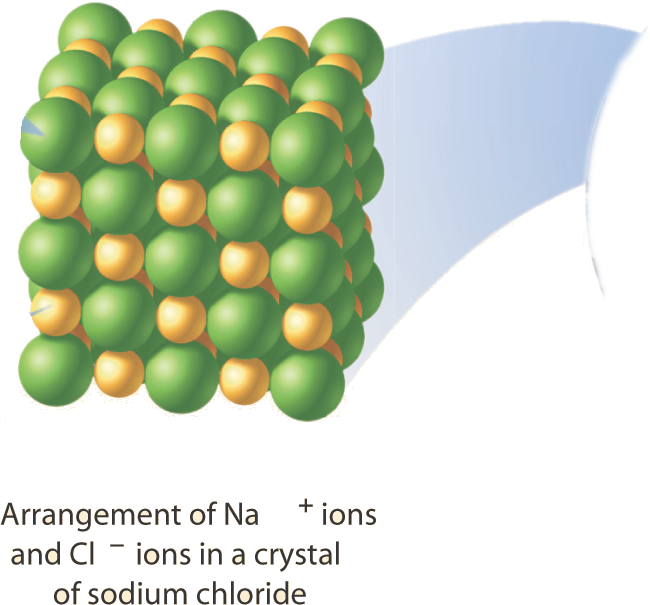 Arrangement of Na + ions
and Cl − ions in a crystal
of sodium chloride